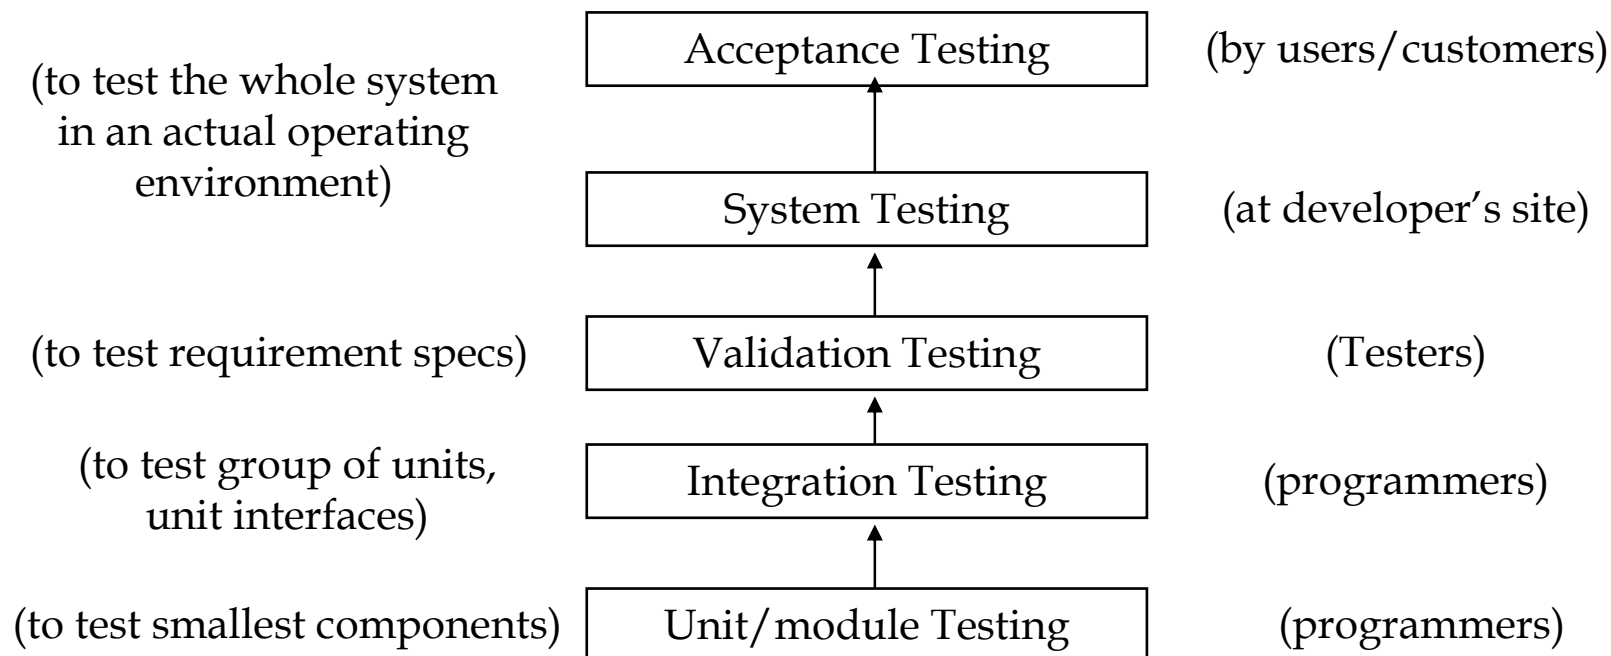 Acceptance Testing
(by users/customers)
(to test the whole system
in an actual operating
environment)
System Testing
(at developer’s site)
(to test requirement specs)
Validation Testing
(Testers)
(to test group of units,
unit interfaces)
Integration Testing
(programmers)
(to test smallest components)
Unit/module Testing
(programmers)